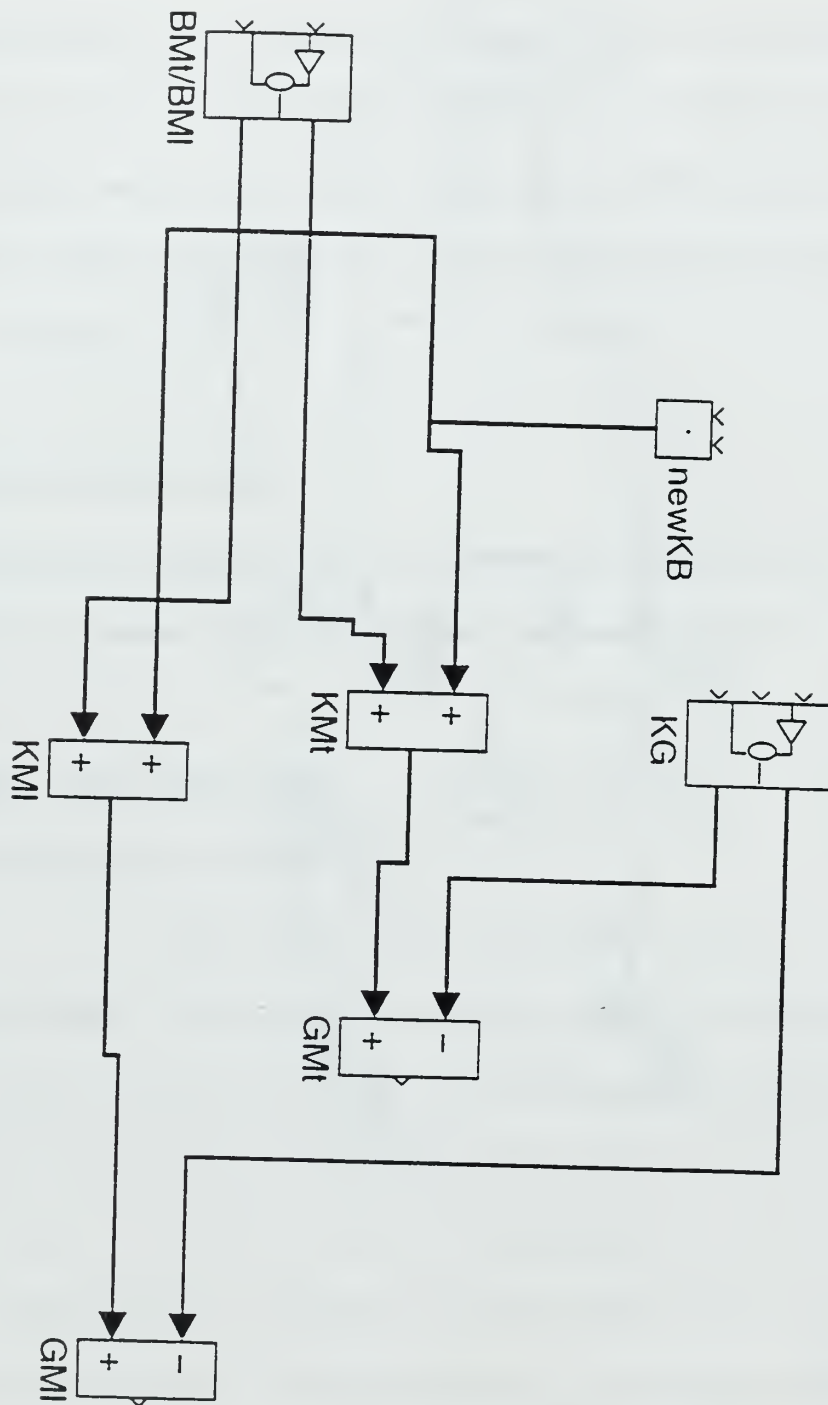 KG
newKB
BMt/BMl
+ +
KMt
- +
GMt
+ +
KMl
- +
GMl